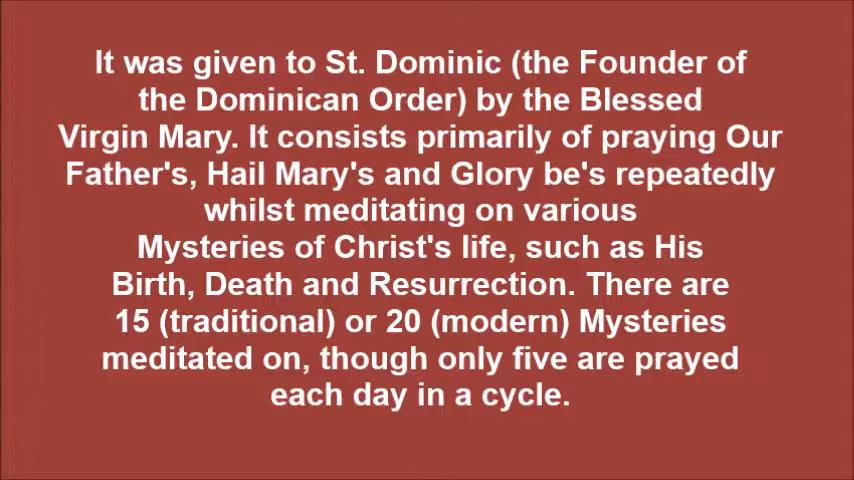 It was given to St. Dominic (the Founder of
the Dominican Order) by the Blessed
Virgin Mary. It consists primarily of praying Our
Father's, Hail Mary's and Glory be's repeatedly
whilst meditating on various
Mysteries of Christ's life, such as His
Birth, Death and Resurrection. There are
15 (traditional) or 20 (modern) Mysteries
meditated on, though only five are prayed
each day in a cycle.